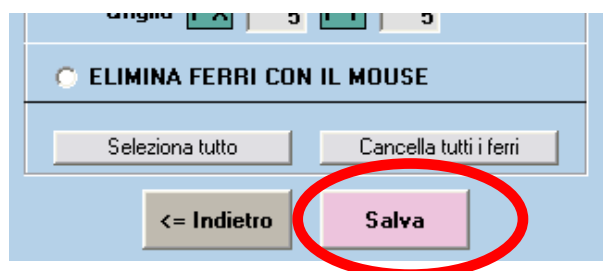 5 5
ELIMINA FERRI CON IL MOUSE
Seleziona tutto Cancella tutti i ferri
<= Indietro Salva